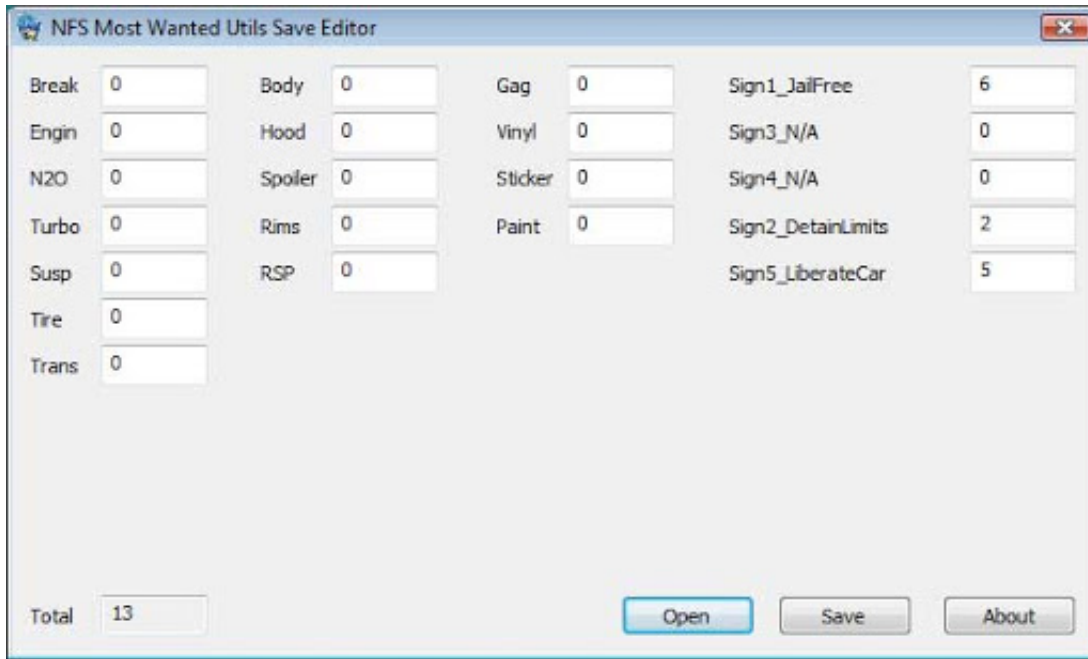 NFS Most Wanted Utils Save Editor
Break 0 Body 0 Gag 0 Sign1_JailFree 6
Engin 0 Hood 0 Vinyl 0 Sign3_N/A 0
N2O 0 Spoiler 0 Sticker 0 Sign4_N/A 0
Turbo 0 Rims 0 Paint 0 Sign2_DetainLimits 2
Susp 0 RSP 0 Sign5_LiberateCar 5
Tire 0
Trans 0
Total 13 Open Save About